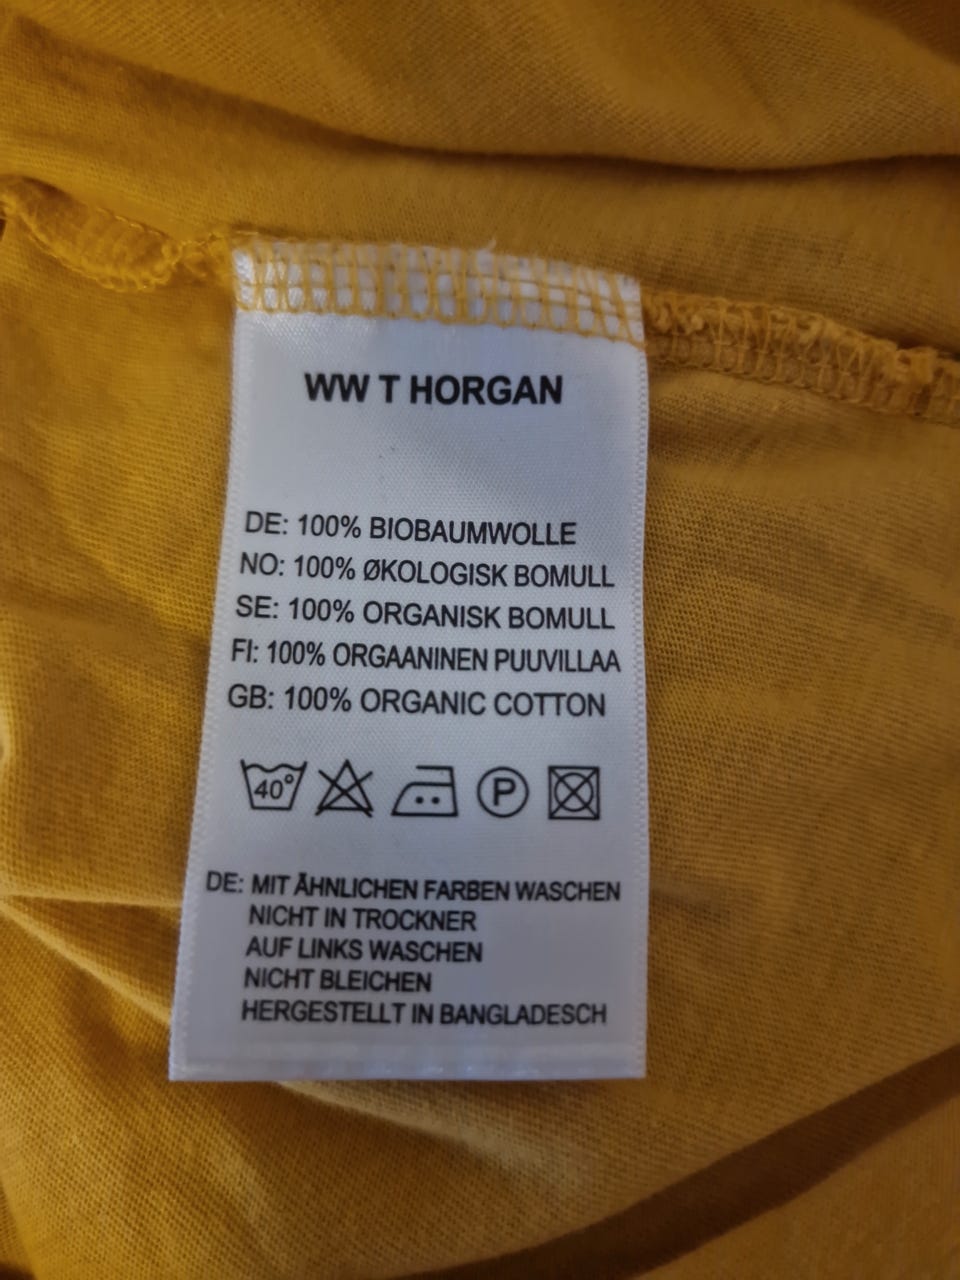 WW T HORGAN
DE: 100% BIOBAUMWOLLE
NO: 100% ØKOLOGISK BOMULL
SE: 100% ORGANISK BOMULL
FI: 100% ORGAANINEN PUUVILLAA
GB: 100% ORGANIC COTTON
40° P
DE: MIT ÄHNLICHEN FARBEN WASCHEN
NICHT IN TROCKNER
AUF LINKS WASCHEN
NICHT BLEICHEN
HERGESTELLT IN BANGLADESCH